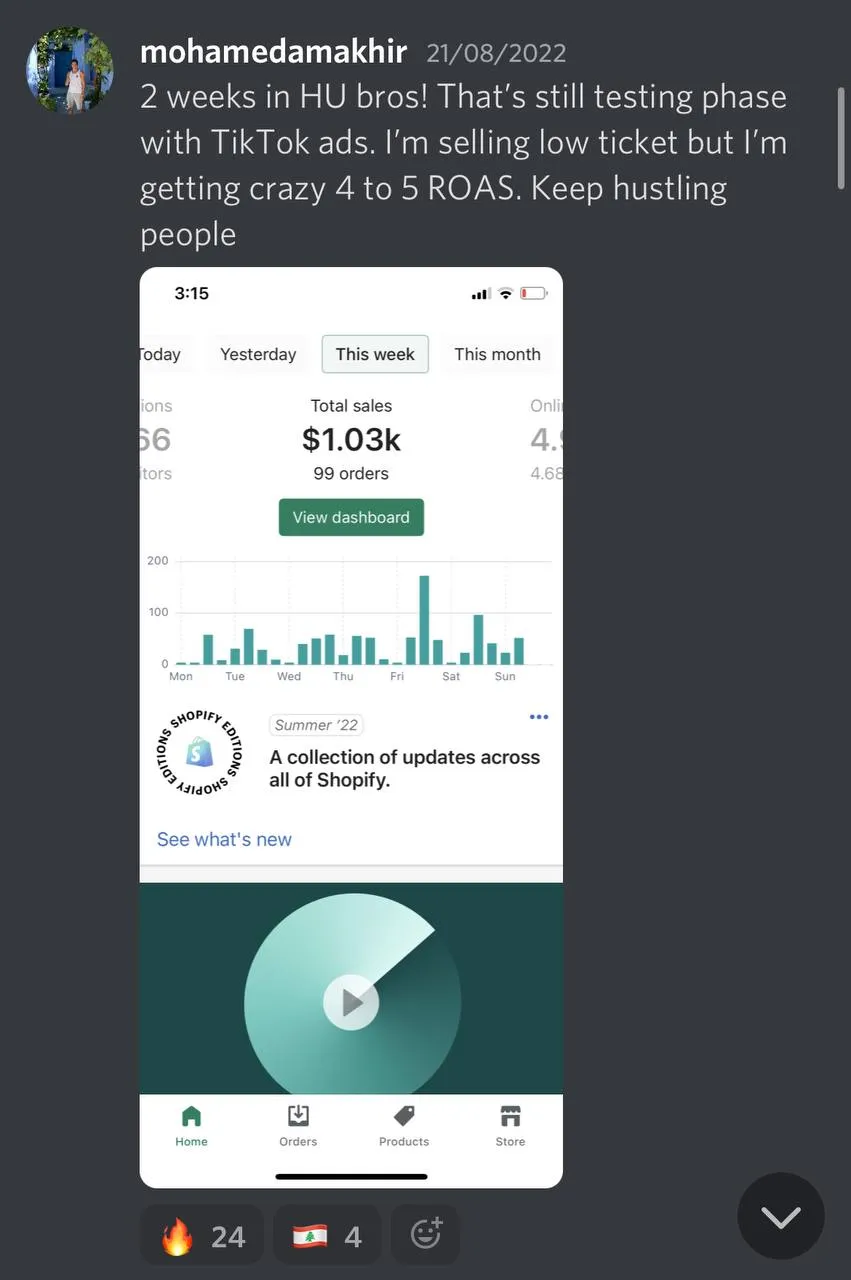 mohamedamakhir 21/08/2022
2 weeks in HU bros! That’s still testing phase
with TikTok ads. I’m selling low ticket but I’m
getting crazy 4 to 5 ROAS. Keep hustling
people
3:15
Today Yesterday This week This month
ions Total sales Onli
66 $1.03k 4.9
itors 99 orders 4.68
View dashboard
200
100
0
Mon Tue Wed Thu Fri Sat Sun
SHOPIFY EDITIONS SHOPIFY EDITIONS
Summer ’22
A collection of updates across
all of Shopify.
See what's new
Home Orders Products Store
24 4